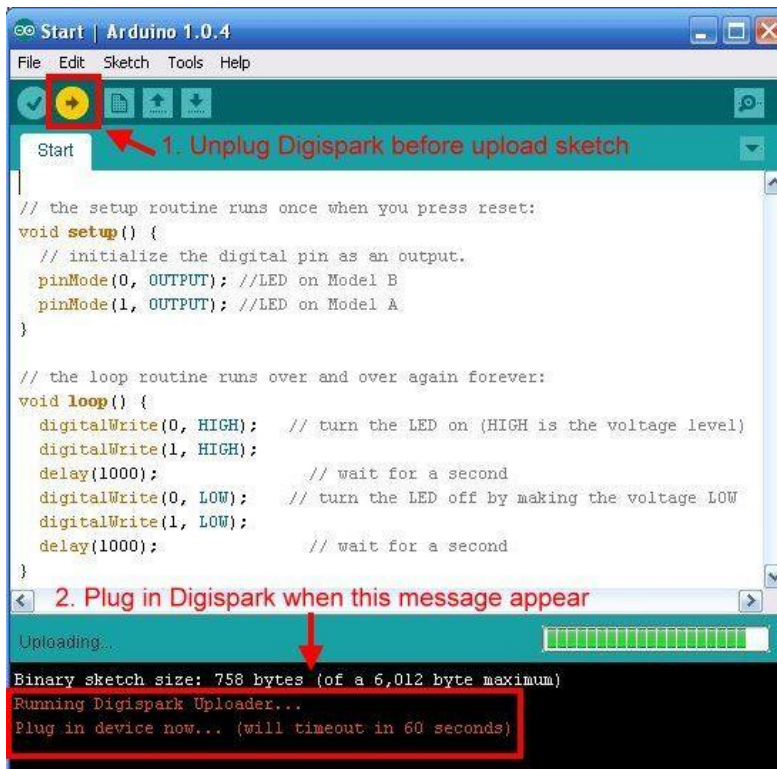 Start | Arduino 1.0.4
File Edit Sketch Tools Help
1. Unplug Digispark before upload sketch
Start
// the setup routine runs once when you press reset:
void setup() {
// initialize the digital pin as an output.
pinMode(0, OUTPUT); //LED on Model B
pinMode(1, OUTPUT); //LED on Model A
}
// the loop routine runs over and over again forever:
void loop() {
digitalWrite(0, HIGH); // turn the LED on (HIGH is the voltage level)
digitalWrite(1, HIGH);
delay(1000); // wait for a second
digitalWrite(0, LOW); // turn the LED off by making the voltage LOW
digitalWrite(1, LOW);
delay(1000); // wait for a second
}
2. Plug in Digispark when this message appear
Uploading...
Binary sketch size: 758 bytes (of a 6,012 byte maximum)
Running Digispark Uploader...
Plug in device now... (will timeout in 60 seconds)